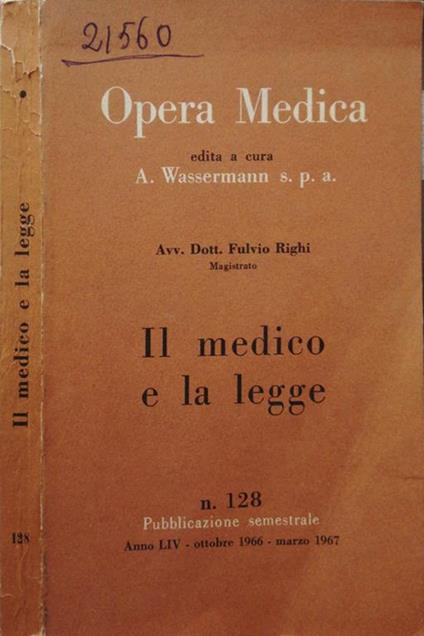 21560
Opera Medica
edita a cura
A. Wassermann s. p. a.
Avv. Dott. Fulvio Righi
Magistrato
Il medico
e la legge
n. 128
Pubblicazione semestrale
Anno LIV - ottobre 1966 - marzo 1967
Il medico e la legge
128